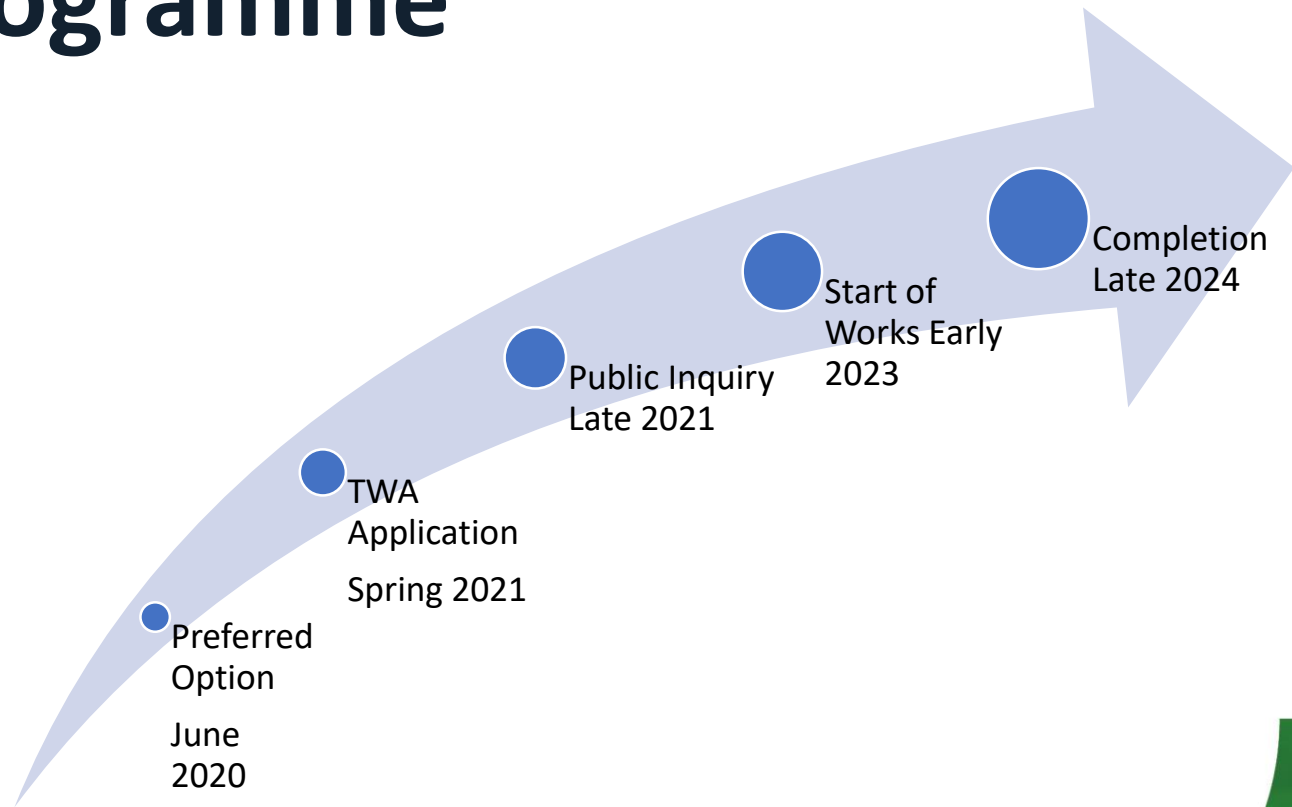 ogramme
Completion
Late 2024
Start of
Works Early
2023
Public Inquiry
Late 2021
TWA
Application
Spring 2021
Preferred
Option
June
2020